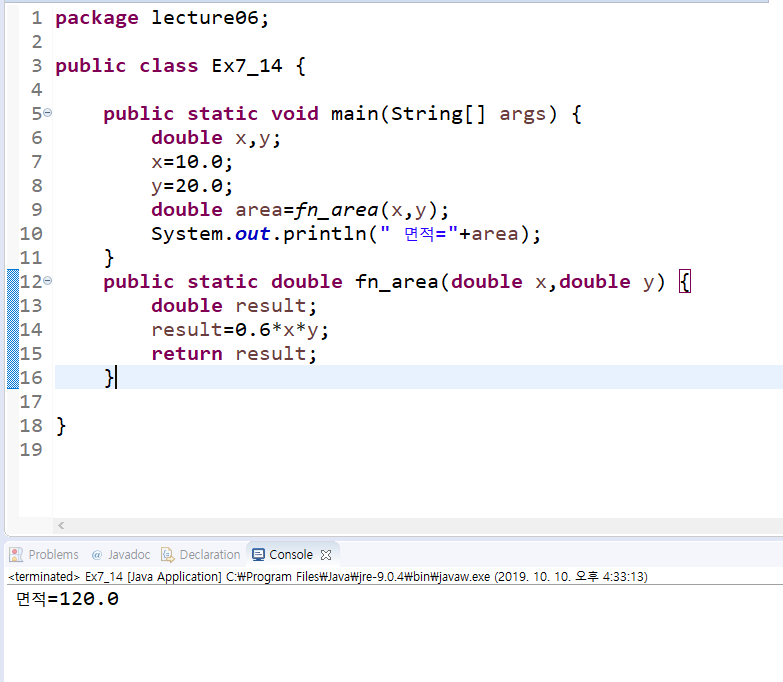 1 package lecture06;
2
3 public class Ex7_14 {
4
5 public static void main(String[] args) {
6 double x,y;
7 x=10.0;
8 y=20.0;
9 double area=fn_area(x,y);
10 System.out.println(" 면적="+area);
11 }
12 public static double fn_area(double x,double y) {
13 double result;
14 result=0.6*x*y;
15 return result;
16 }
17
18 }
19
Problems @ Javadoc Declaration Console
<terminated> Ex7_14 [Java Application] C:₩Program Files₩Java₩jre-9.0.4₩bin₩javaw.exe (2019. 10. 10. 오후 4:33:13)
면적=120.0